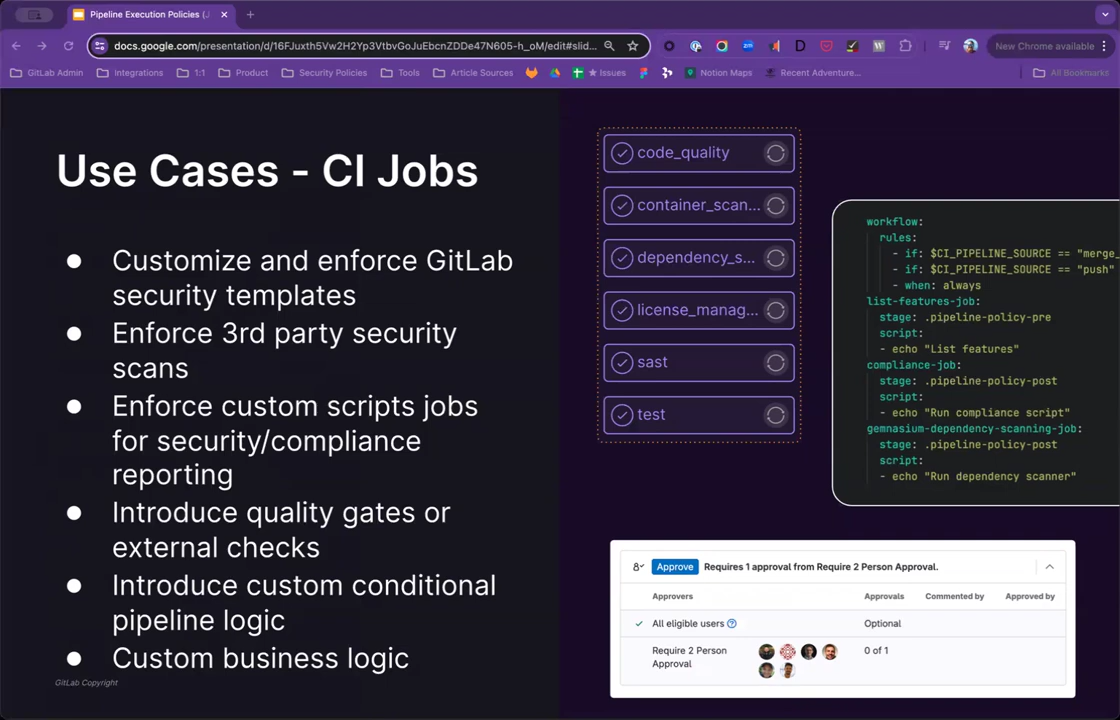 Pipeline Execution Policies (
docs.google.com/presentation/d/16FJuxth5Vw2H2Yp3VtbvGoJuEbcnZDDe47N605-h_oM/edit#slid...
New Chrome available
GitLab Admin
Integrations
1:1
Product
Security Policies
Tools
Article Sources
Issues
Notion Maps
Recent Adventure...
All Bookmarks
Use Cases - CI Jobs
● Customize and enforce GitLab
security templates
● Enforce 3rd party security
scans
● Enforce custom scripts jobs
for security/compliance
reporting
● Introduce quality gates or
external checks
● Introduce custom conditional
pipeline logic
● Custom business logic
GitLab Copyright
code_quality
container_scan...
dependency_s...
license_manag...
sast
test
workflow:
rules:
- if: $CI_PIPELINE_SOURCE == "merge_
- if: $CI_PIPELINE_SOURCE == "push"
- when: always
list-features-job:
stage: .pipeline-policy-pre
script:
- echo "List features"
compliance-job:
stage: .pipeline-policy-post
script:
- echo "Run compliance script"
gemnasium-dependency-scanning-job:
stage: .pipeline-policy-post
script:
- echo "Run dependency scanner"
Approve Requires 1 approval from Require 2 Person Approval.
Approvers Approvals Commented by Approved by
All eligible users Optional
Require 2 Person
Approval
0 of 1